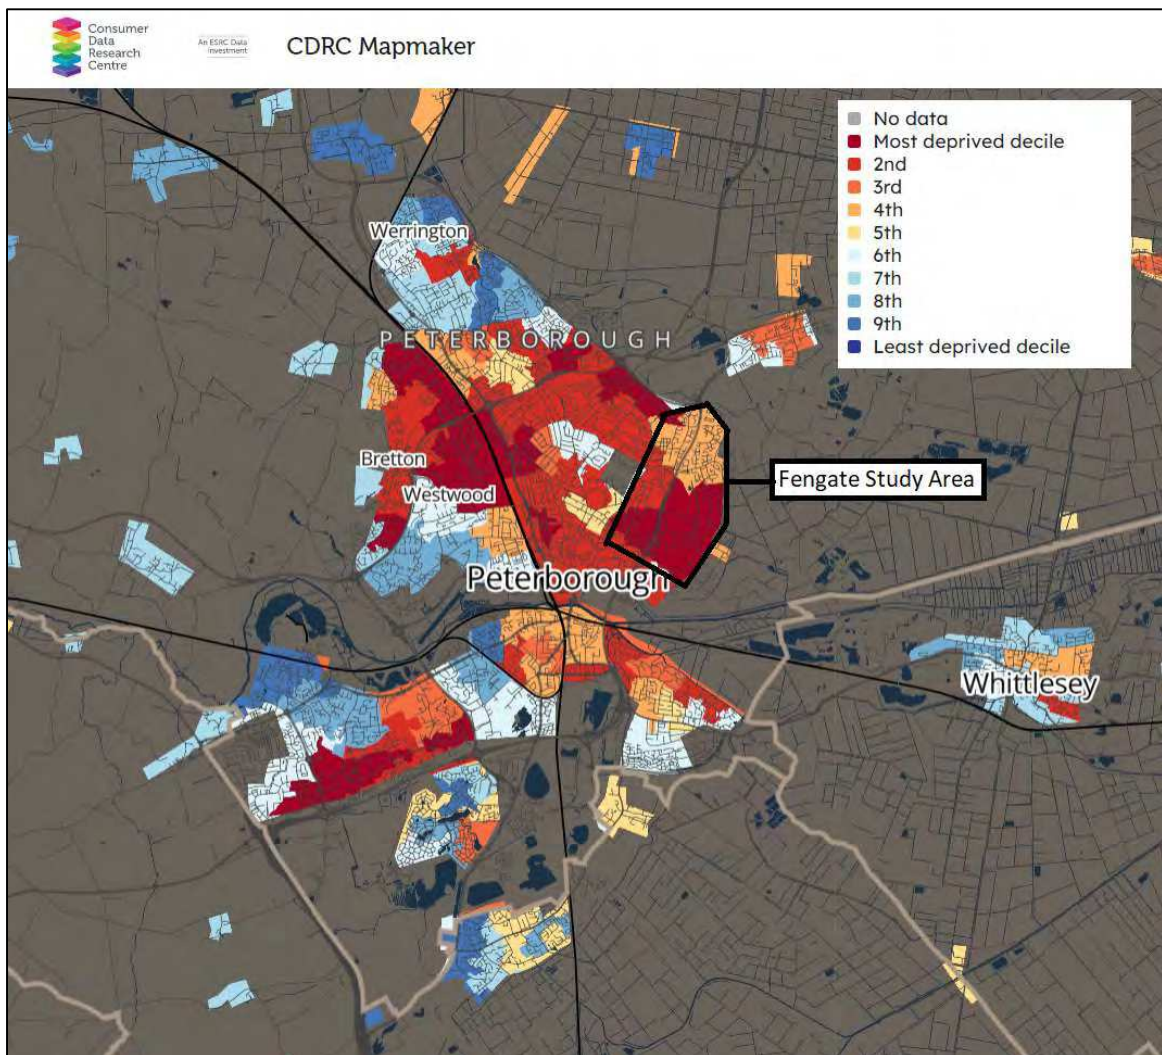 Consumer
Data
Research
Centre
An ESRC Data
Investment
CDRC Mapmaker
No data
Most deprived decile
2nd
3rd
4th
5th
6th
7th
8th
9th
Least deprived decile
Werrington
PETERBOROUGH
Bretton
Westwood
Fengate Study Area
Peterborough
Whittlesey